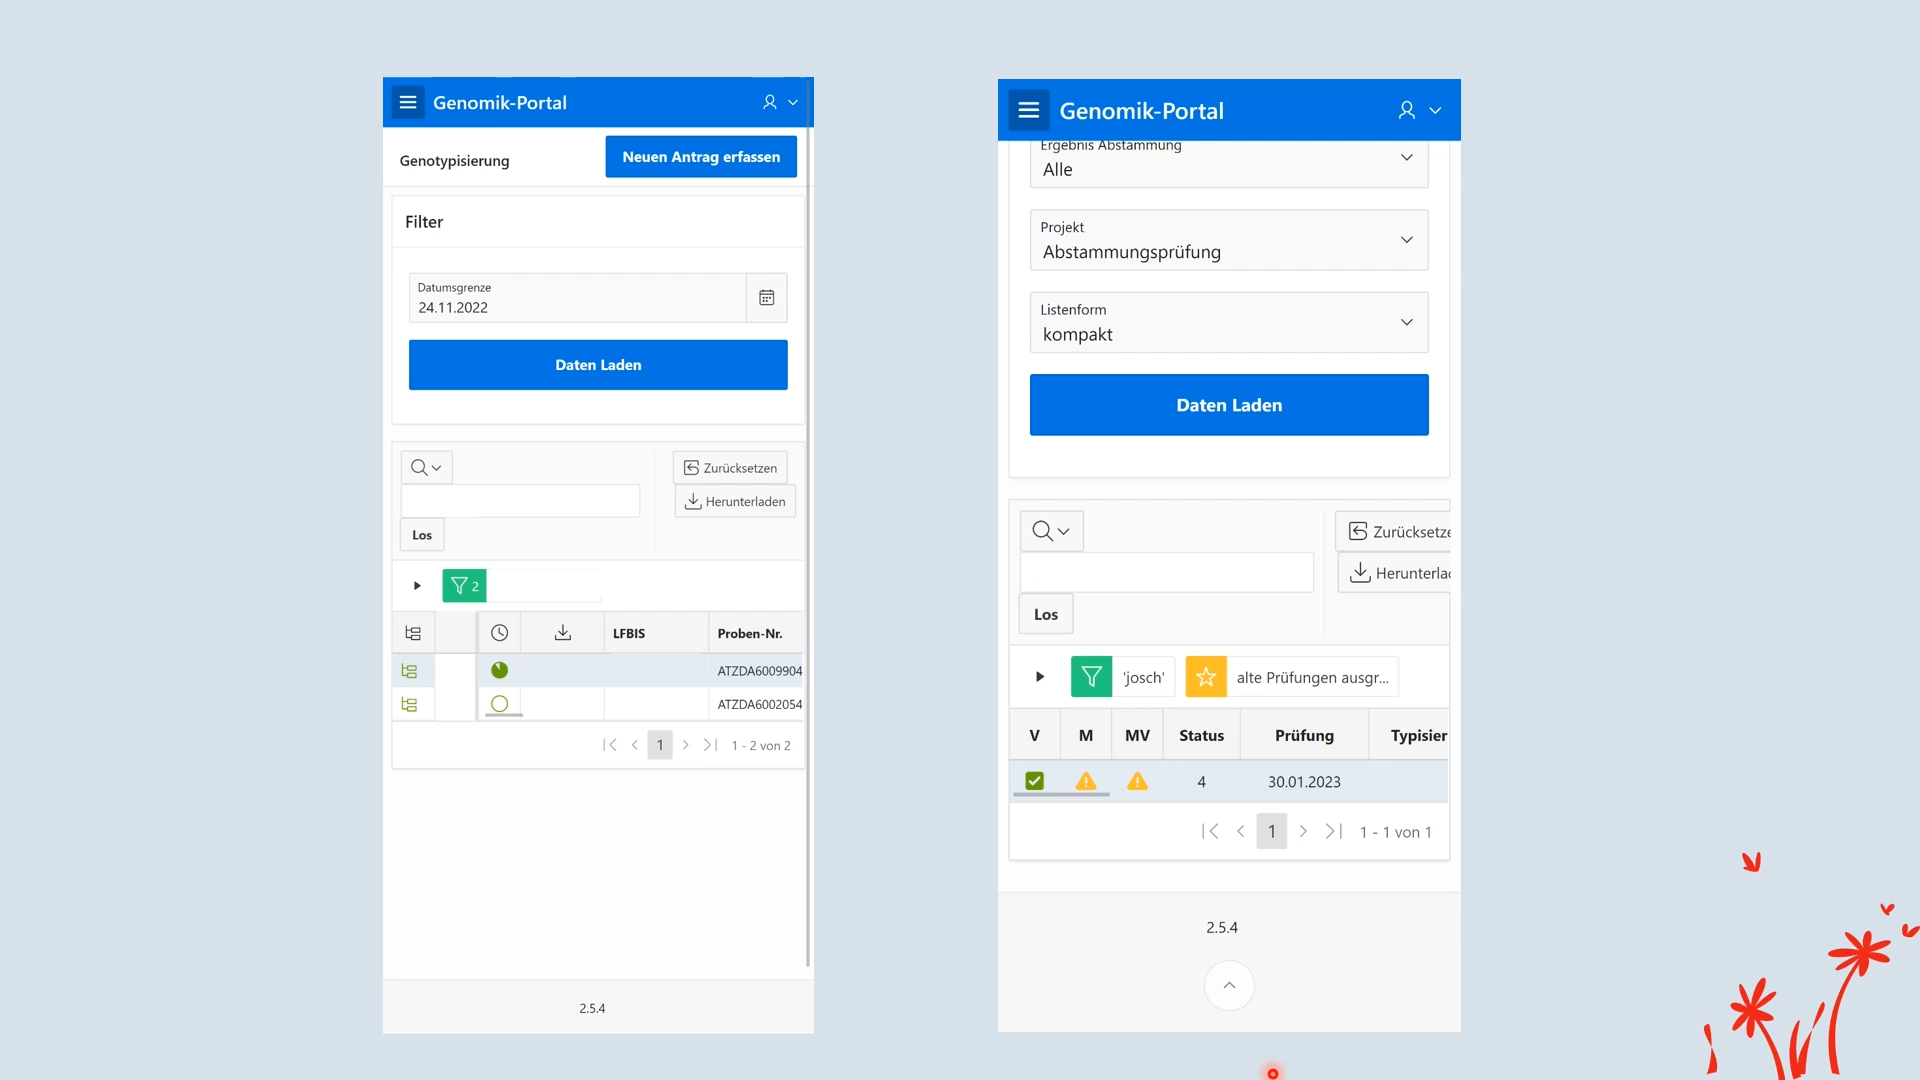 Genomik-Portal
Genotypisierung
Neuen Antrag erfassen
Filter
Datumsgrenze
24.11.2022
Daten Laden
Zurücksetzen
Herunterladen
Los
2
LFBIS Proben-Nr.
ATZDA6009904
ATZDA6002054
1 1 - 2 von 2
2.5.4
Genomik-Portal
Ergebnis Abstammung
Alle
Projekt
Abstammungsprüfung
Listenform
kompakt
Daten Laden
Zurücksetze
Herunterlad
Los
'josch' alte Prüfungen ausgr...
V M MV Status Prüfung Typisier
4 30.01.2023
1 1 - 1 von 1
2.5.4